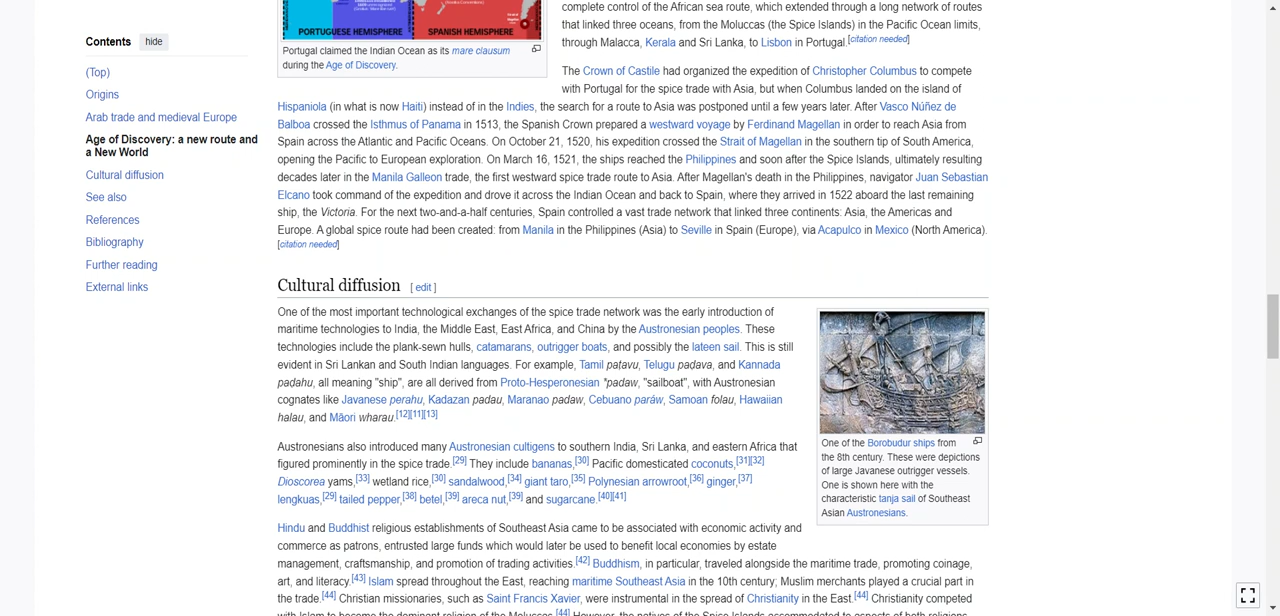 Contents hide
(Top)
Origins
Arab trade and medieval Europe
Age of Discovery: a new route and
a New World
Cultural diffusion
See also
References
Bibliography
Further reading
External links
PORTUGUESE HEMISPHERE SPANISH HEMISPHERE
Portugal claimed the Indian Ocean as its mare clausum
during the Age of Discovery.
complete control of the African sea route, which extended through a long network of routes
that linked three oceans, from the Moluccas (the Spice Islands) in the Pacific Ocean limits,
through Malacca, Kerala and Sri Lanka, to Lisbon in Portugal.[citation needed]
The Crown of Castile had organized the expedition of Christopher Columbus to compete
with Portugal for the spice trade with Asia, but when Columbus landed on the island of
Hispaniola (in what is now Haiti) instead of in the Indies, the search for a route to Asia was postponed until a few years later. After Vasco Núñez de
Balboa crossed the Isthmus of Panama in 1513, the Spanish Crown prepared a westward voyage by Ferdinand Magellan in order to reach Asia from
Spain across the Atlantic and Pacific Oceans. On October 21, 1520, his expedition crossed the Strait of Magellan in the southern tip of South America,
opening the Pacific to European exploration. On March 16, 1521, the ships reached the Philippines and soon after the Spice Islands, ultimately resulting
decades later in the Manila Galleon trade, the first westward spice trade route to Asia. After Magellan's death in the Philippines, navigator Juan Sebastian
Elcano took command of the expedition and drove it across the Indian Ocean and back to Spain, where they arrived in 1522 aboard the last remaining
ship, the Victoria. For the next two-and-a-half centuries, Spain controlled a vast trade network that linked three continents: Asia, the Americas and
Europe. A global spice route had been created: from Manila in the Philippines (Asia) to Seville in Spain (Europe), via Acapulco in Mexico (North America).
[citation needed]
Cultural diffusion [ edit ]
One of the most important technological exchanges of the spice trade network was the early introduction of
maritime technologies to India, the Middle East, East Africa, and China by the Austronesian peoples. These
technologies include the plank-sewn hulls, catamarans, outrigger boats, and possibly the lateen sail. This is still
evident in Sri Lankan and South Indian languages. For example, Tamil patavu, Telugu padava, and Kannada
padahu, all meaning "ship", are all derived from Proto-Hesperonesian *padaw, "sailboat", with Austronesian
cognates like Javanese perahu, Kadazan padau, Maranao padaw, Cebuano paráw, Samoan folau, Hawaiian
halau, and Māori wharau.[12][11][13]
One of the Borobudur ships from
the 8th century. These were depictions
of large Javanese outrigger vessels.
One is shown here with the
characteristic tanja sail of Southeast
Asian Austronesians.
Austronesians also introduced many Austronesian cultigens to southern India, Sri Lanka, and eastern Africa that
figured prominently in the spice trade.[29] They include bananas,[30] Pacific domesticated coconuts,[31][32]
Dioscorea yams,[33] wetland rice,[30] sandalwood,[34] giant taro,[35] Polynesian arrowroot,[36] ginger,[37]
lengkuas,[29] tailed pepper,[38] betel,[39] areca nut,[39] and sugarcane.[40][41]
Hindu and Buddhist religious establishments of Southeast Asia came to be associated with economic activity and
commerce as patrons, entrusted large funds which would later be used to benefit local economies by estate
management, craftsmanship, and promotion of trading activities.[42] Buddhism, in particular, traveled alongside the maritime trade, promoting coinage,
art, and literacy.[43] Islam spread throughout the East, reaching maritime Southeast Asia in the 10th century; Muslim merchants played a crucial part in
the trade.[44] Christian missionaries, such as Saint Francis Xavier, were instrumental in the spread of Christianity in the East.[44] Christianity competed
with Islam to become the dominant religion of the Moluccas.[44] However, the natives of the Spice Islands accommodated to aspects of both religions